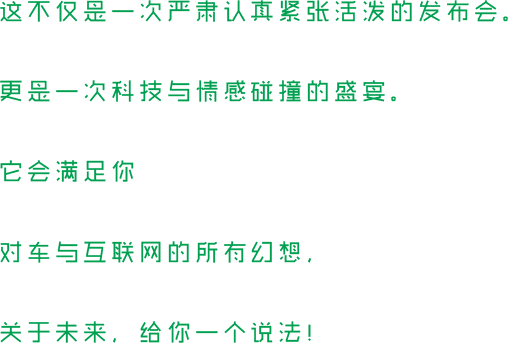 这不仅是一次严肃认真紧张活泼的发布会。
更是一次科技与情感碰撞的盛宴。
它会满足你
对车与互联网的所有幻想，
关于未来，给你一个说法！